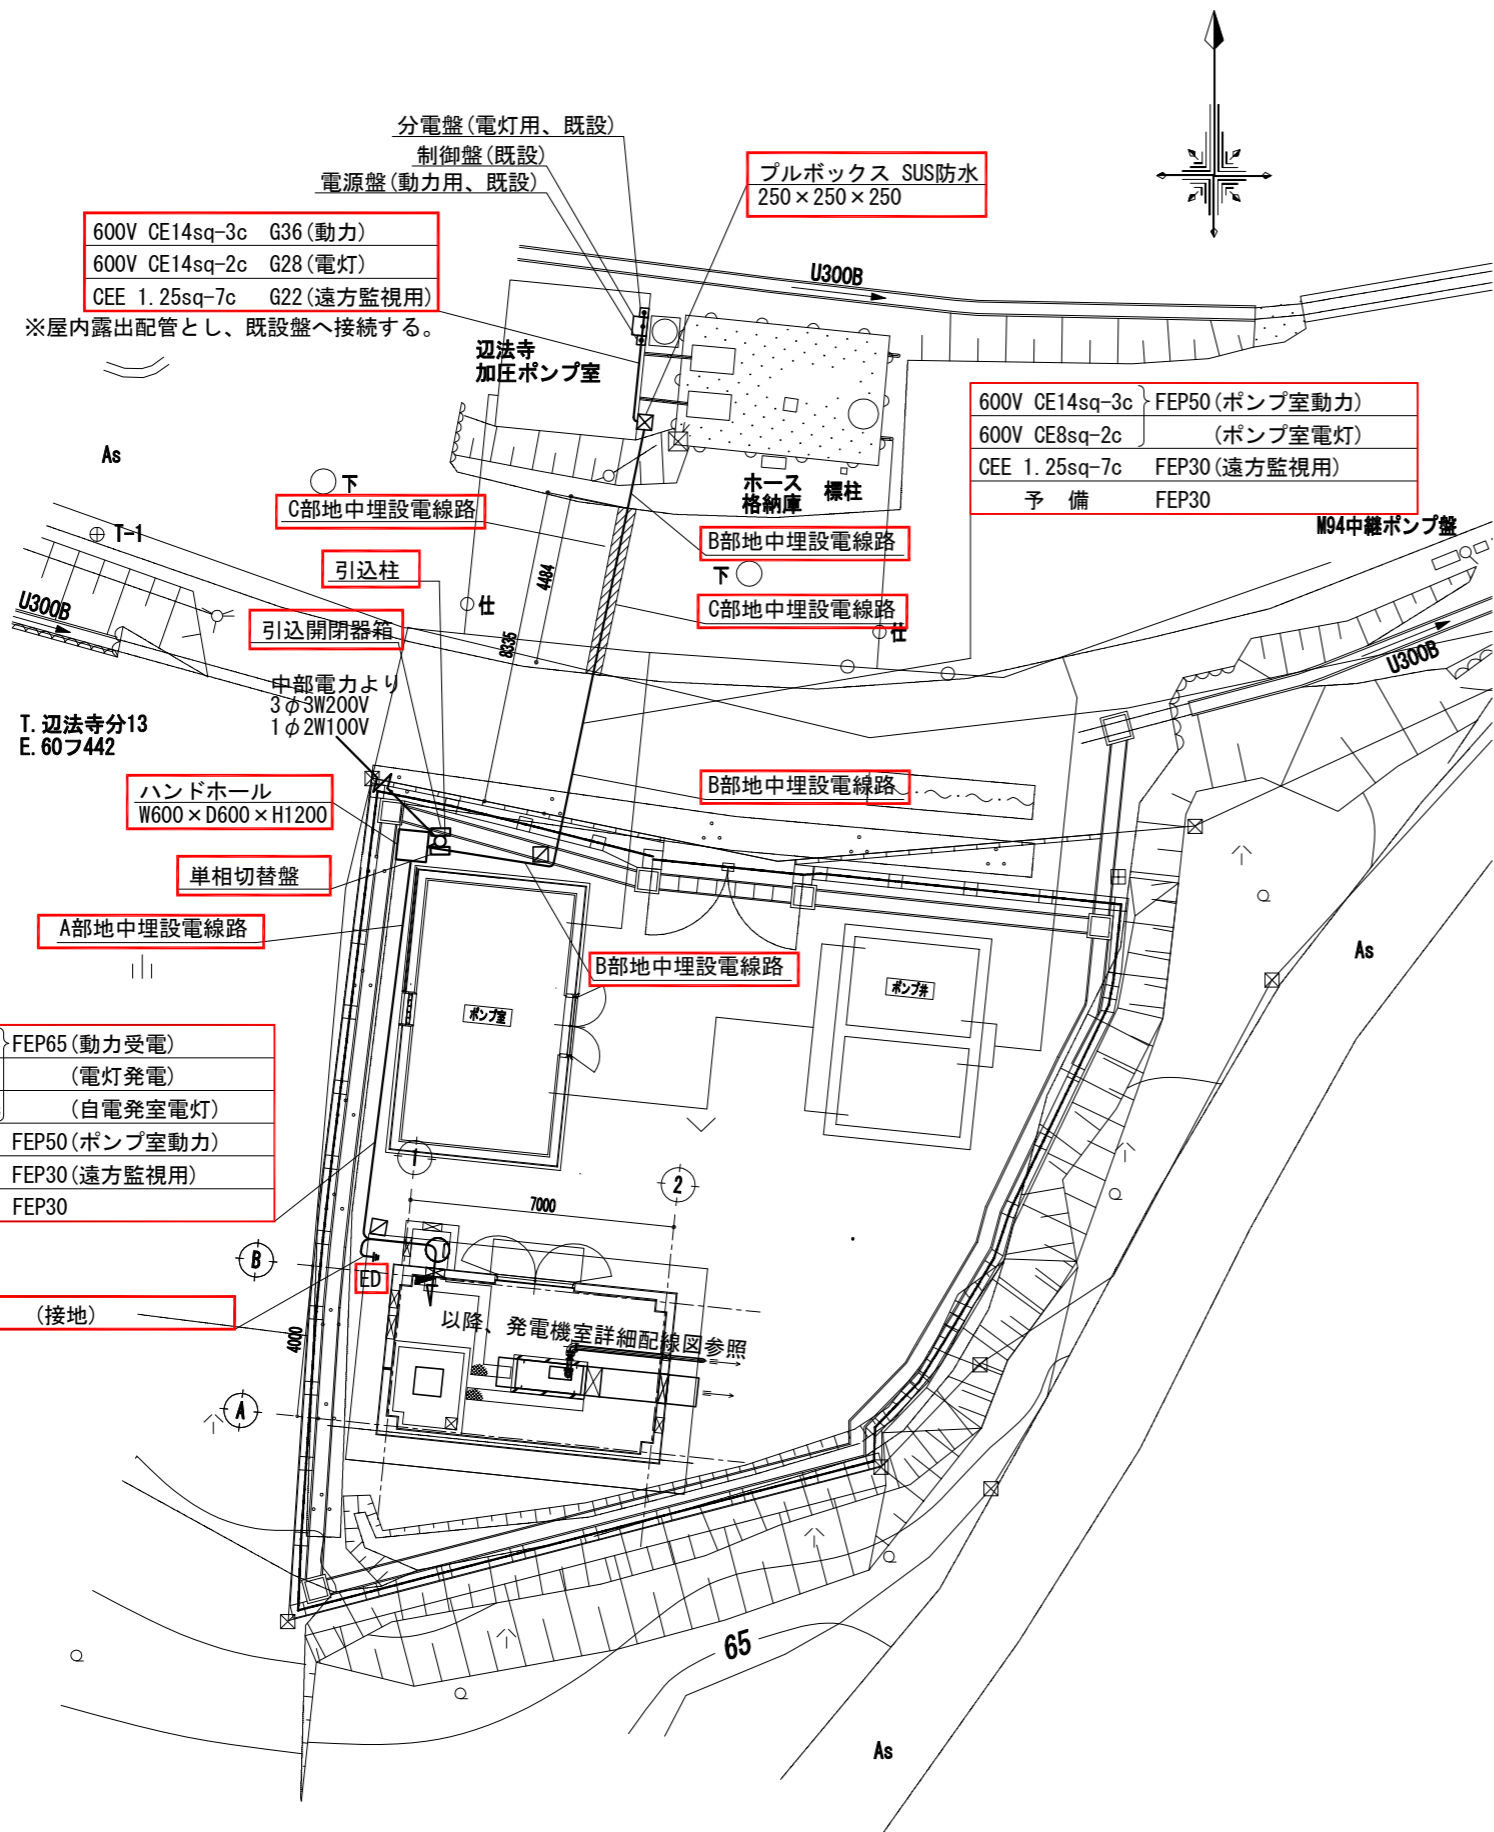 分電盤(電灯用、既設)
制御盤(既設)
電源盤(動力用、既設)
プルボックス SUS防水
250×250×250
600V CE14sq-3c G36(動力)
600V CE14sq-2c G28(電灯)
CEE 1.25sq-7c G22(遠方監視用)
※屋内露出配管とし、既設盤へ接続する。
U300B
辺法寺
加圧ポンプ室
600V CE14sq-3c FEP50(ポンプ室動力)
600V CE8sq-2c (ポンプ室電灯)
CEE 1.25sq-7c FEP30(遠方監視用)
予 備 FEP30
As
下
ホース
格納庫
標柱
C部地中埋設電線路
M94中継ポンプ盤
T-1
B部地中埋設電線路
引込柱
4484
下
仕
C部地中埋設電線路
U300B
引込開閉器箱
8335
仕
U300B
中部電力より
3φ3W200V
1φ2W100V
T.辺法寺分13
E.60フ442
ハンドホール
W600×D600×H1200
B部地中埋設電線路
単相切替盤
A部地中埋設電線路
B部地中埋設電線路
As
ポンプ井
ポンプ室
FEP65(動力受電)
(電灯発電)
(自電発室電灯)
FEP50(ポンプ室動力)
FEP30(遠方監視用)
FEP30
1
2
7000
B
ED
(接地)
4000
以降、発電機室詳細配線図参照
A
65
As